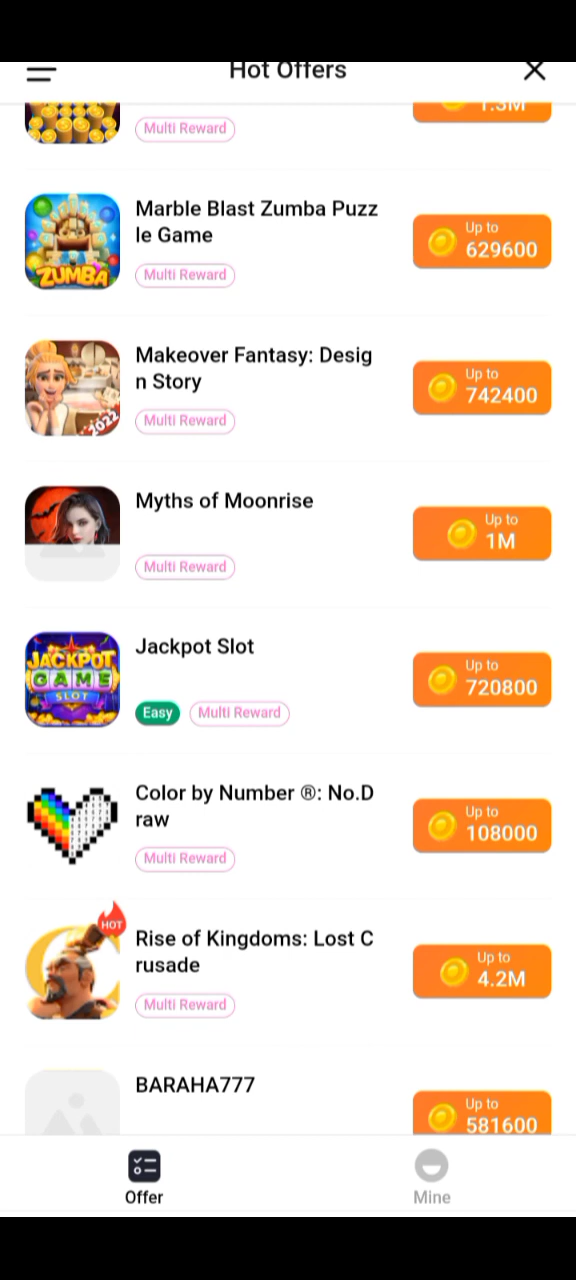 Hot Offers
1.3M
Multi Reward
Marble Blast Zumba Puzz
le Game
Multi Reward
Up to
629600
ZUMBA
Makeover Fantasy: Desig
n Story
Multi Reward
Up to
742400
2022
Myths of Moonrise
Multi Reward
Up to
1M
Jackpot Slot
Easy
Multi Reward
Up to
720800
JACKPOT
GAME
SLOT
Color by Number ®: No.D
raw
Multi Reward
Up to
108000
HOT
Rise of Kingdoms: Lost C
rusade
Multi Reward
Up to
4.2M
BARAHA777
Up to
581600
Offer
Mine